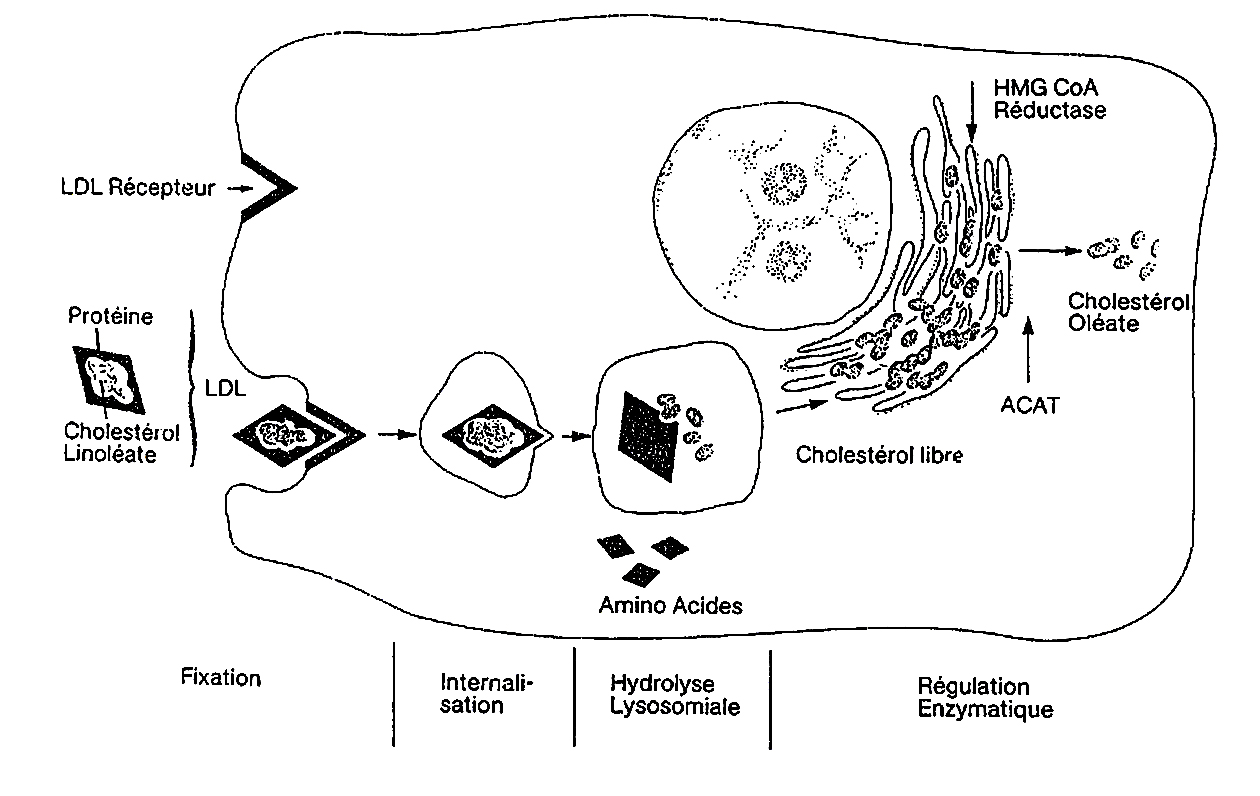 HMG CoA
Réductase
LDL Récepteur
Protéine
LDL
Cholestérol
Linoléate
Cholestérol
Oléate
ACAT
Cholestérol libre
Amino Acides
Fixation
Internali-
sation
Hydrolyse
Lysosomiale
Régulation
Enzymatique